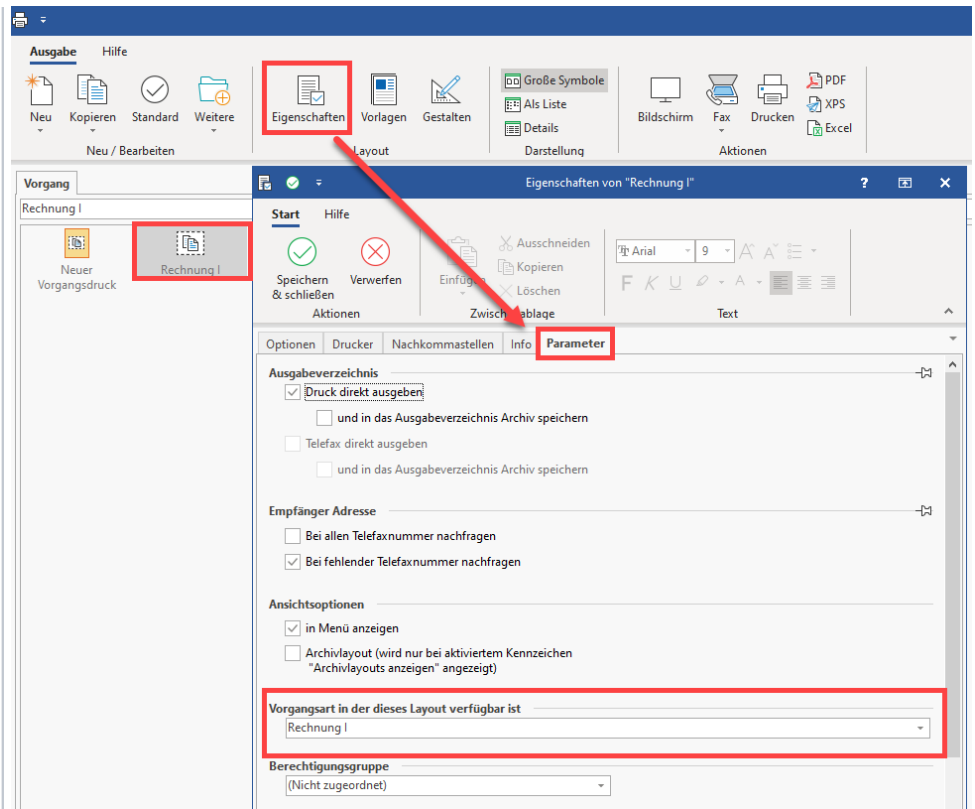 Ausgabe Hilfe
Neu Kopieren Standard Weitere
Neu / Bearbeiten
Eigenschaften Vorlagen Gestalten
Layout
Große Symbole
Als Liste
Details
Darstellung
Bildschirm Fax Drucken
PDF
XPS
Excel
Aktionen
Vorgang
Rechnung I
Neuer
Vorgangsdruck
Rechnung I
Eigenschaften von "Rechnung I"
Start Hilfe
Speichern
& schließen
Verwerfen
Aktionen
Einfügen
Ausschneiden
Kopieren
Löschen
Zwischenablage
Arial 9
F K U
Text
Optionen Drucker Nachkommastellen Info Parameter
Ausgabeverzeichnis
Druck direkt ausgeben
und in das Ausgabeverzeichnis Archiv speichern
Telefax direkt ausgeben
und in das Ausgabeverzeichnis Archiv speichern
Empfänger Adresse
Bei allen Telefaxnummer nachfragen
Bei fehlender Telefaxnummer nachfragen
Ansichtsoptionen
in Menü anzeigen
Archivlayout (wird nur bei aktiviertem Kennzeichen
"Archivlayouts anzeigen" angezeigt)
Vorgangsart in der dieses Layout verfügbar ist
Rechnung I
Berechtigungsgruppe
(Nicht zugeordnet)